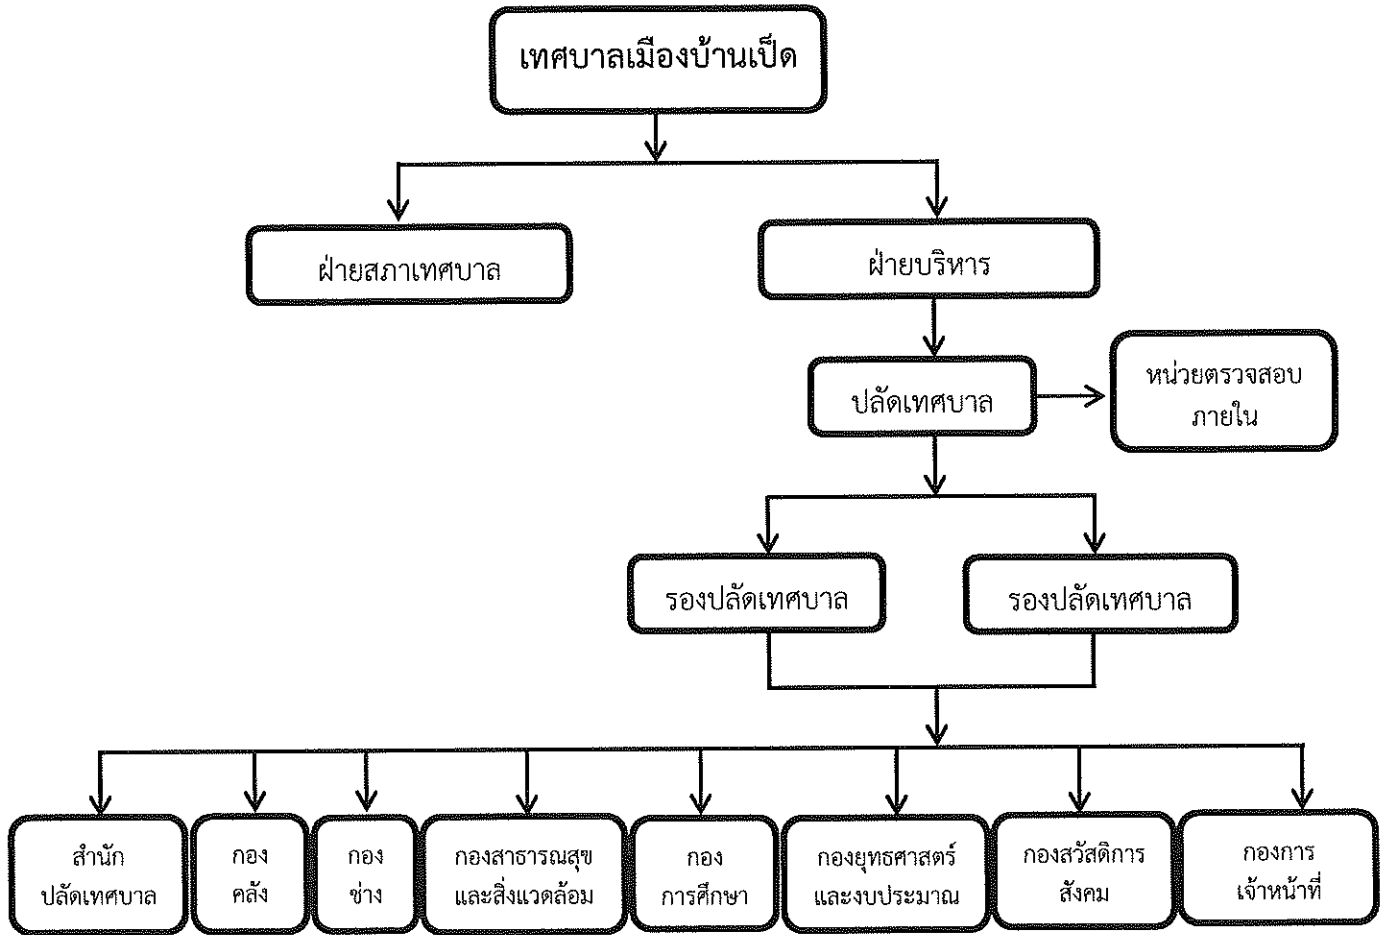 เทศบาลเมืองบ้านเป็ด
ฝ่ายสภาเทศบาล
ฝ่ายบริหาร
ปลัดเทศบาล
หน่วยตรวจสอบ
ภายใน
รองปลัดเทศบาล
รองปลัดเทศบาล
สำนัก
ปลัดเทศบาล
กอง
คลัง
กอง
ช่าง
กองสาธารณสุข
และสิ่งแวดล้อม
กอง
การศึกษา
กองยุทธศาสตร์
และงบประมาณ
กองสวัสดิการ
สังคม
กองการ
เจ้าหน้าที่